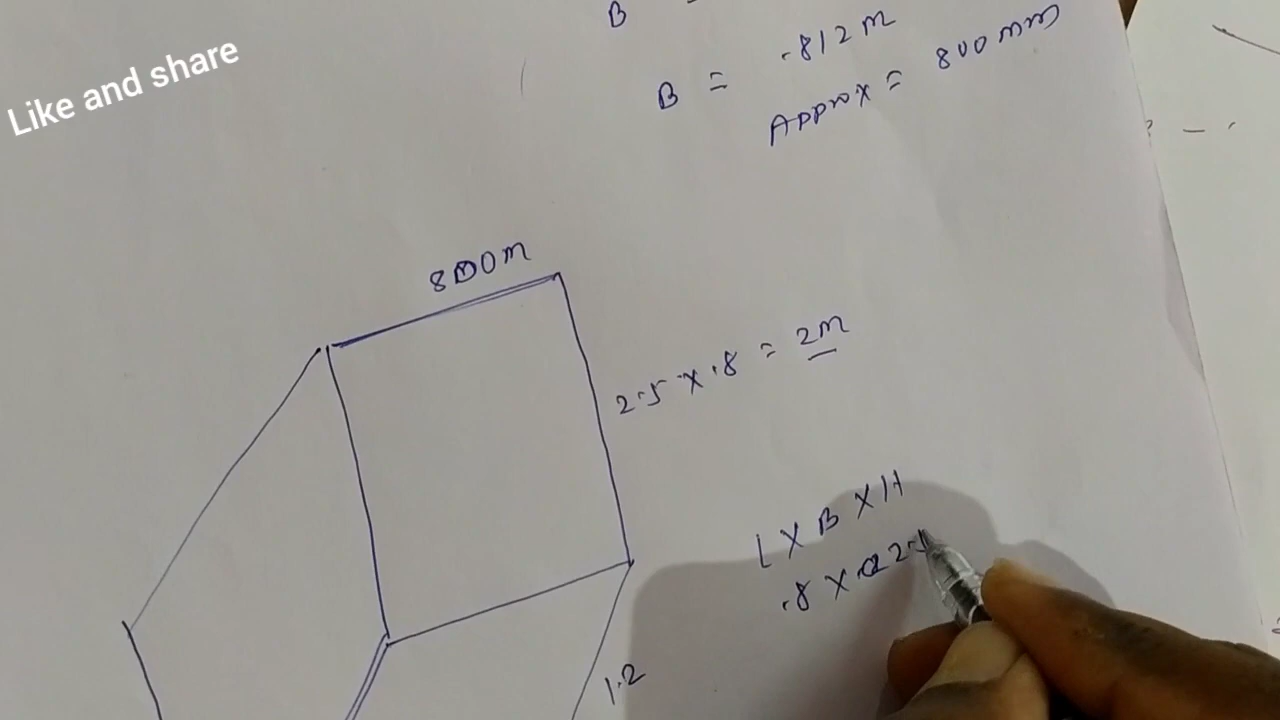 B
B = .812 m
Approx = 800 mm
Like and share
800m
2.5 x .8 = 2m
L X B X H
.8 x
1.2